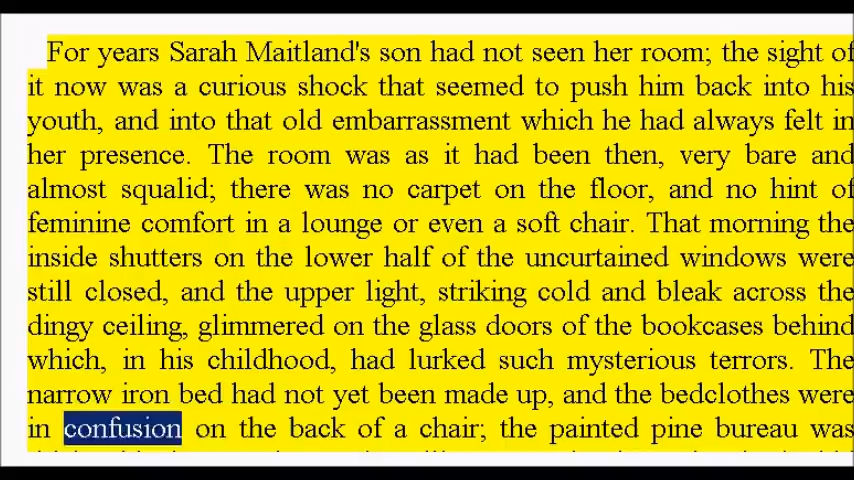 For years Sarah Maitland's son had not seen her room; the sight of
it now was a curious shock that seemed to push him back into his
youth, and into that old embarrassment which he had always felt in
her presence. The room was as it had been then, very bare and
almost squalid; there was no carpet on the floor, and no hint of
feminine comfort in a lounge or even a soft chair. That morning the
inside shutters on the lower half of the uncurtained windows were
still closed, and the upper light, striking cold and bleak across the
dingy ceiling, glimmered on the glass doors of the bookcases behind
which, in his childhood, had lurked such mysterious terrors. The
narrow iron bed had not yet been made up, and the bedclothes were
in confusion on the back of a chair; the painted pine bureau was